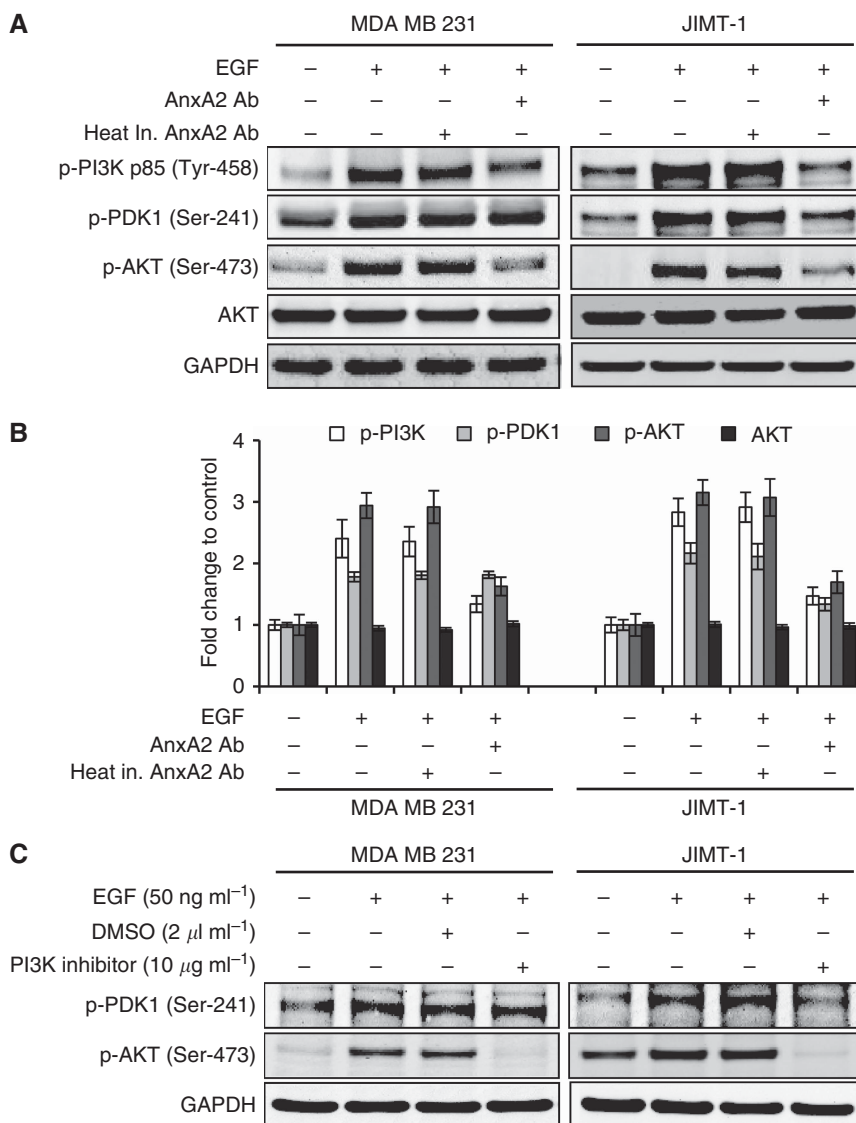 A
MDA MB 231 JIMT-1
EGF – + + + – + + +
AnxA2 Ab – – – + – – – +
Heat In. AnxA2 Ab – – + – – – + –
p-PI3K p85 (Tyr-458)
p-PDK1 (Ser-241)
p-AKT (Ser-473)
AKT
GAPDH
B
p-PI3K p-PDK1 p-AKT AKT
Fold change to control
4
3
2
1
0
EGF – + + + – + + +
AnxA2 Ab – – – + – – – +
Heat in. AnxA2 Ab – – + – – – + –
MDA MB 231 JIMT-1
C
MDA MB 231 JIMT-1
EGF (50 ng ml⁻¹) – + + + – + + +
DMSO (2 μl ml⁻¹) – – + – – – + –
PI3K inhibitor (10 μg ml⁻¹) – – – + – – – +
p-PDK1 (Ser-241)
p-AKT (Ser-473)
GAPDH